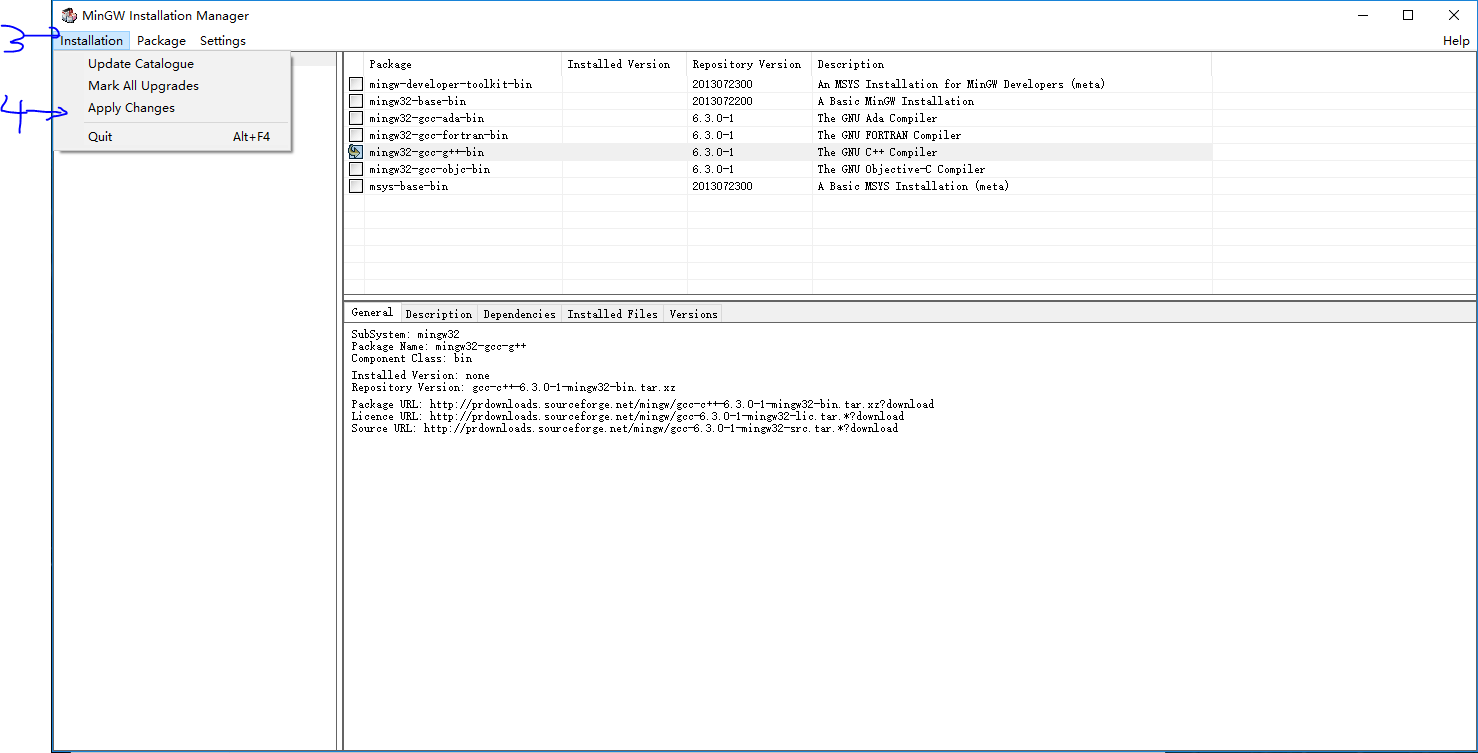 MinGW Installation Manager
3
Installation Package Settings Help
Update Catalogue
Mark All Upgrades
4
Apply Changes
Quit Alt+F4
Package Installed Version Repository Version Description
mingw-developer-toolkit-bin 2013072300 An MSYS Installation for MinGW Developers (meta)
mingw32-base-bin 2013072200 A Basic MinGW Installation
mingw32-gcc-ada-bin 6.3.0-1 The GNU Ada Compiler
mingw32-gcc-fortran-bin 6.3.0-1 The GNU FORTRAN Compiler
mingw32-gcc-g++-bin 6.3.0-1 The GNU C++ Compiler
mingw32-gcc-objc-bin 6.3.0-1 The GNU Objective-C Compiler
msys-base-bin 2013072300 A Basic MSYS Installation (meta)
General Description Dependencies Installed Files Versions
SubSystem: mingw32
Package Name: mingw32-gcc-g++
Component Class: bin
Installed Version: none
Repository Version: gcc-c++-6.3.0-1-mingw32-bin.tar.xz
Package URL: http://prdownloads.sourceforge.net/mingw/gcc-c++-6.3.0-1-mingw32-bin.tar.xz?download
Licence URL: http://prdownloads.sourceforge.net/mingw/gcc-6.3.0-1-mingw32-lic.tar.*?download
Source URL: http://prdownloads.sourceforge.net/mingw/gcc-6.3.0-1-mingw32-src.tar.*?download